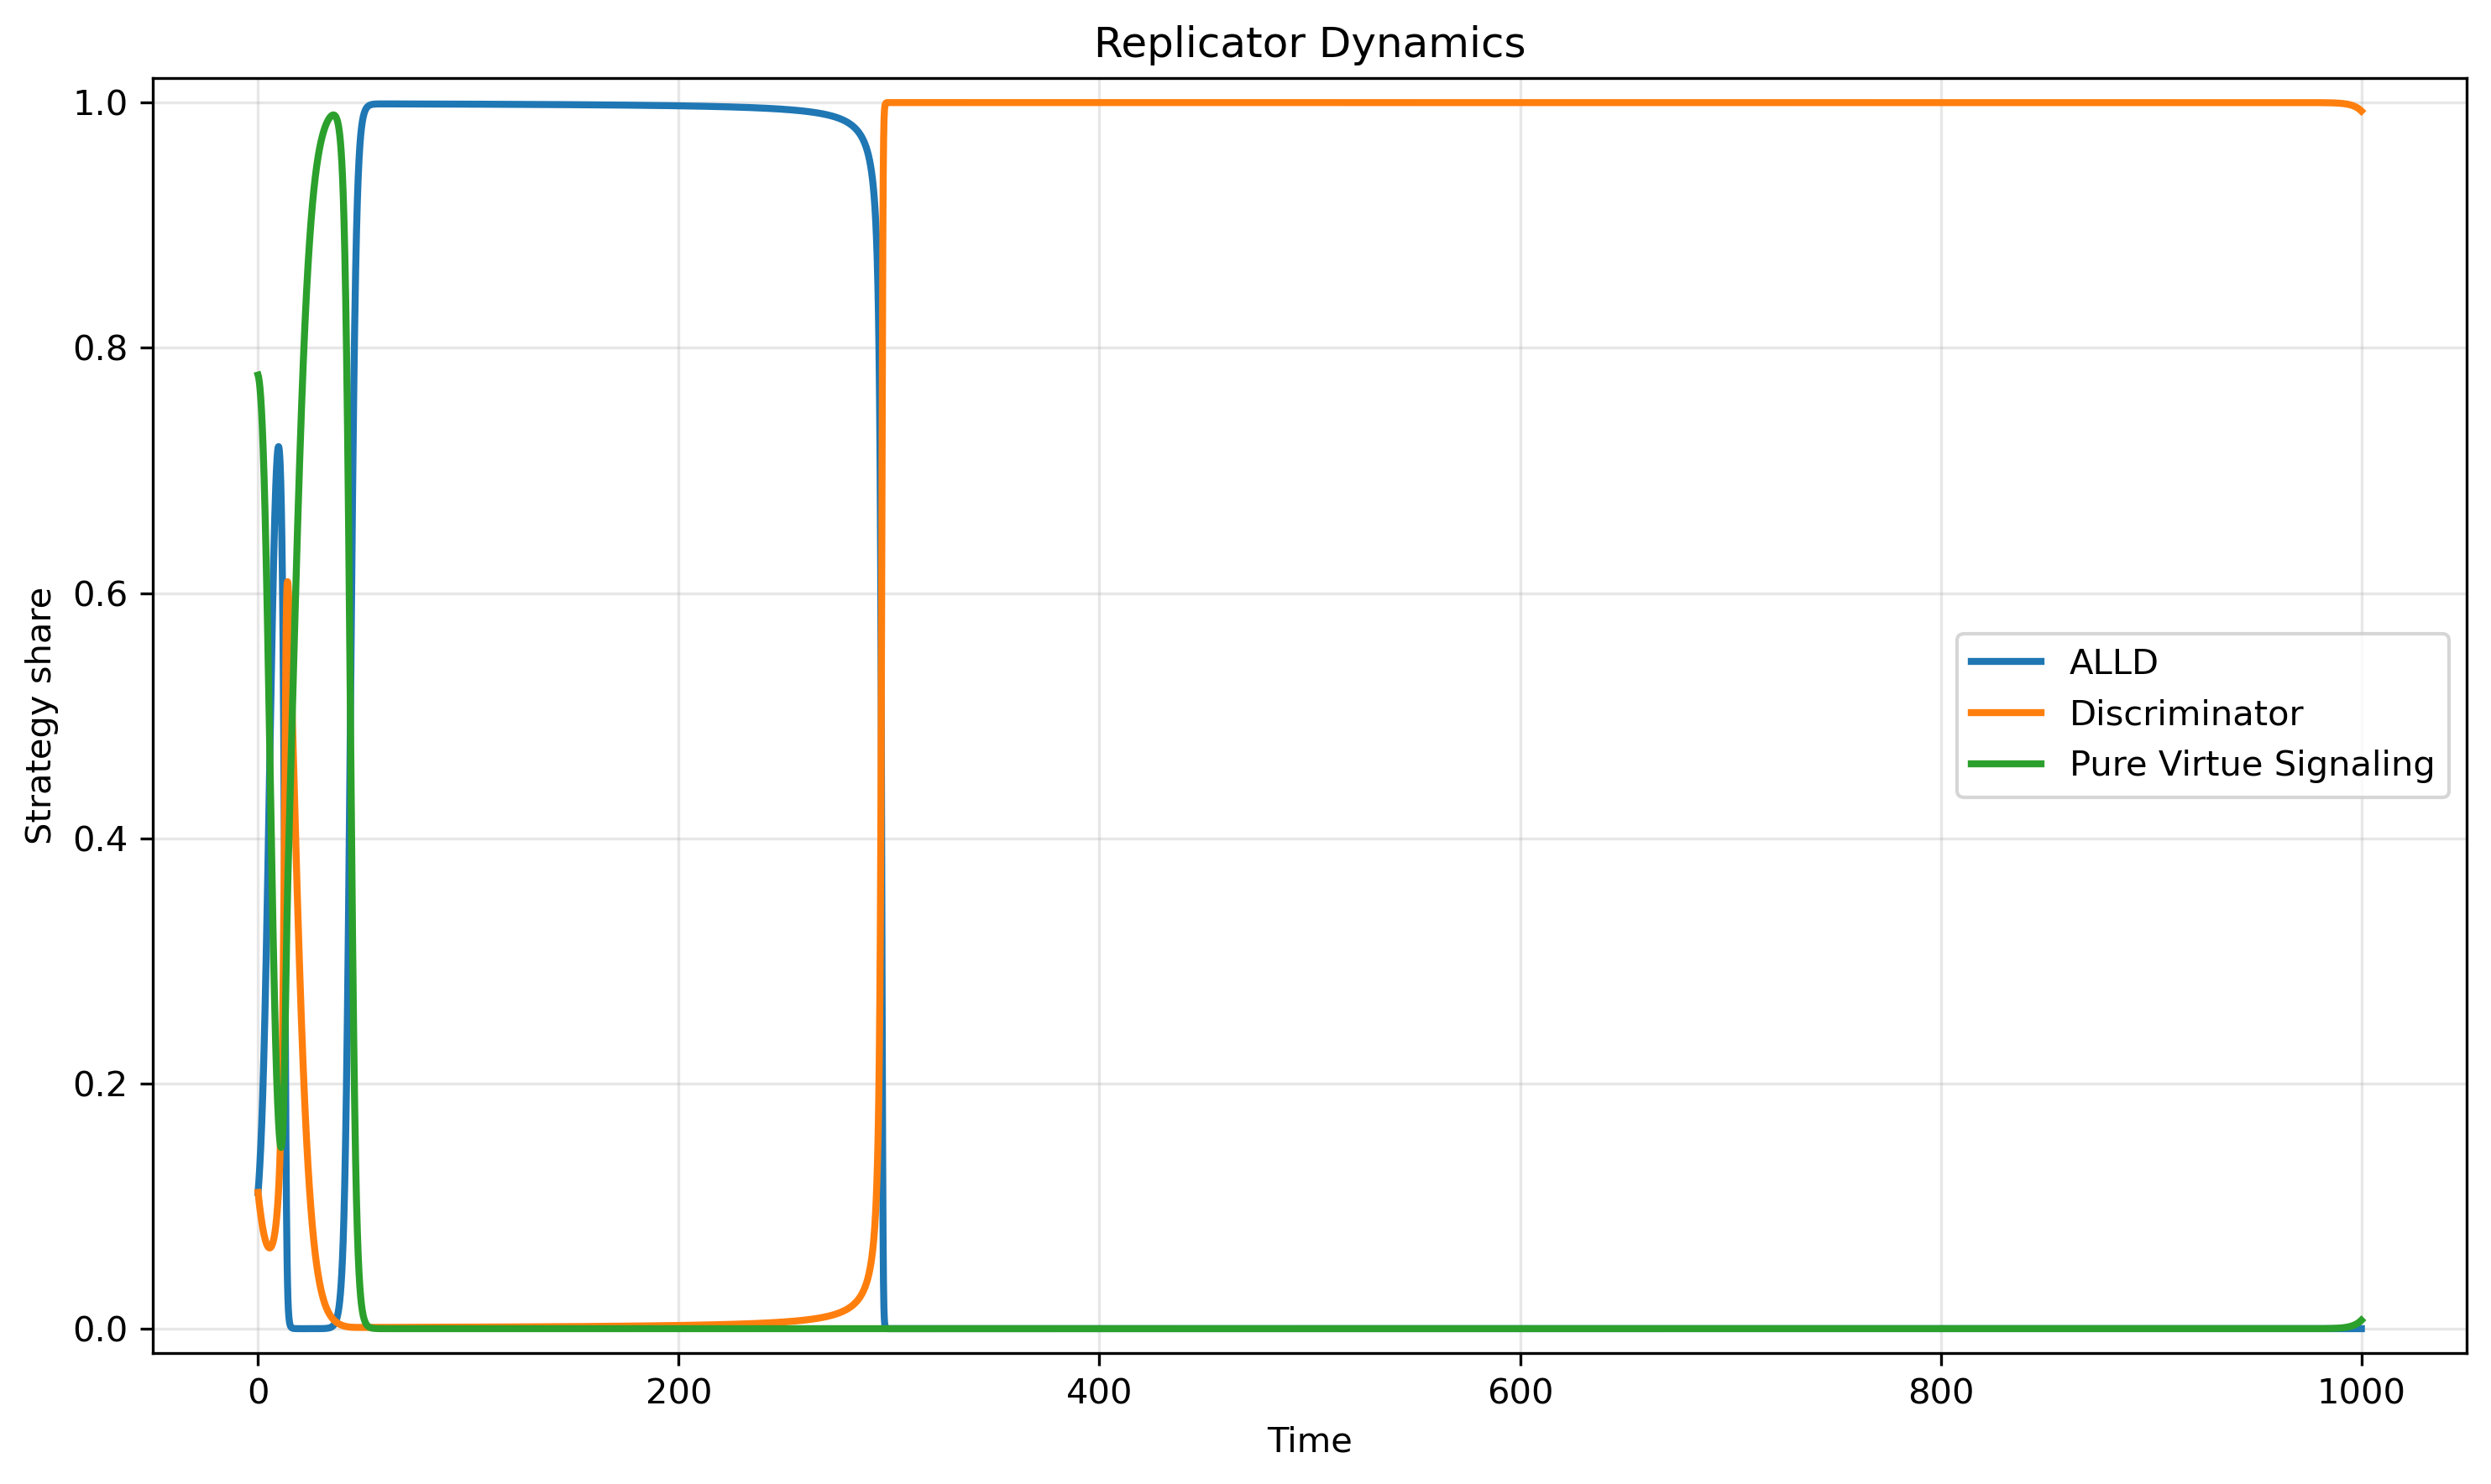 Replicator Dynamics
1.0
0.8
0.6
0.4
0.2
0.0
Strategy share
ALLD
Discriminator
Pure Virtue Signaling
0 200 400 600 800 1000
Time